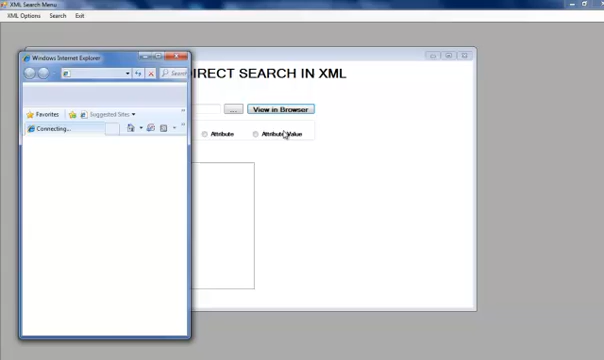 XML Search Menu
XML Options Search Exit
Windows Internet Explorer
Search
DIRECT SEARCH IN XML
... View in Browser
Favorites Suggested Sites
Connecting...
Attribute Attribute Value